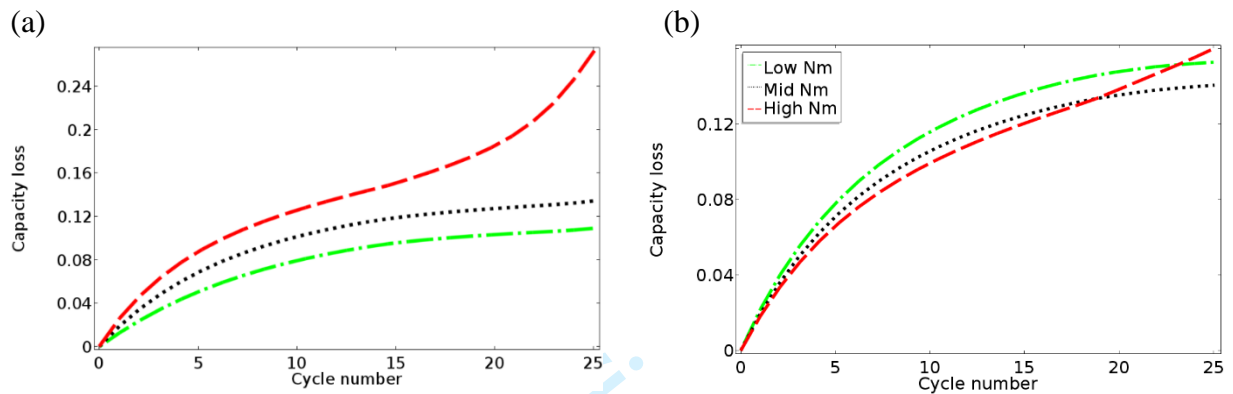 (a)
(b)
0.24
0.2
0.16
0.12
0.08
0.04
0
Capacity loss
0 5 10 15 20 25
Cycle number
Low Nm
Mid Nm
High Nm
0.12
0.08
0.04
0
Capacity loss
0 5 10 15 20 25
Cycle number